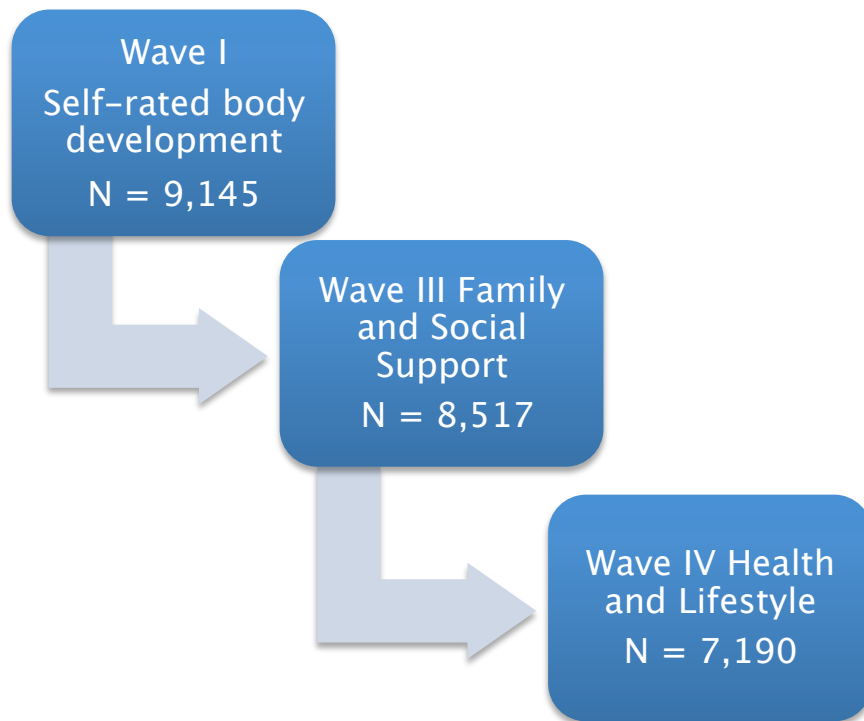 Wave I
Self-rated body
development
N = 9,145
Wave III Family
and Social
Support
N = 8,517
Wave IV Health
and Lifestyle
N = 7,190